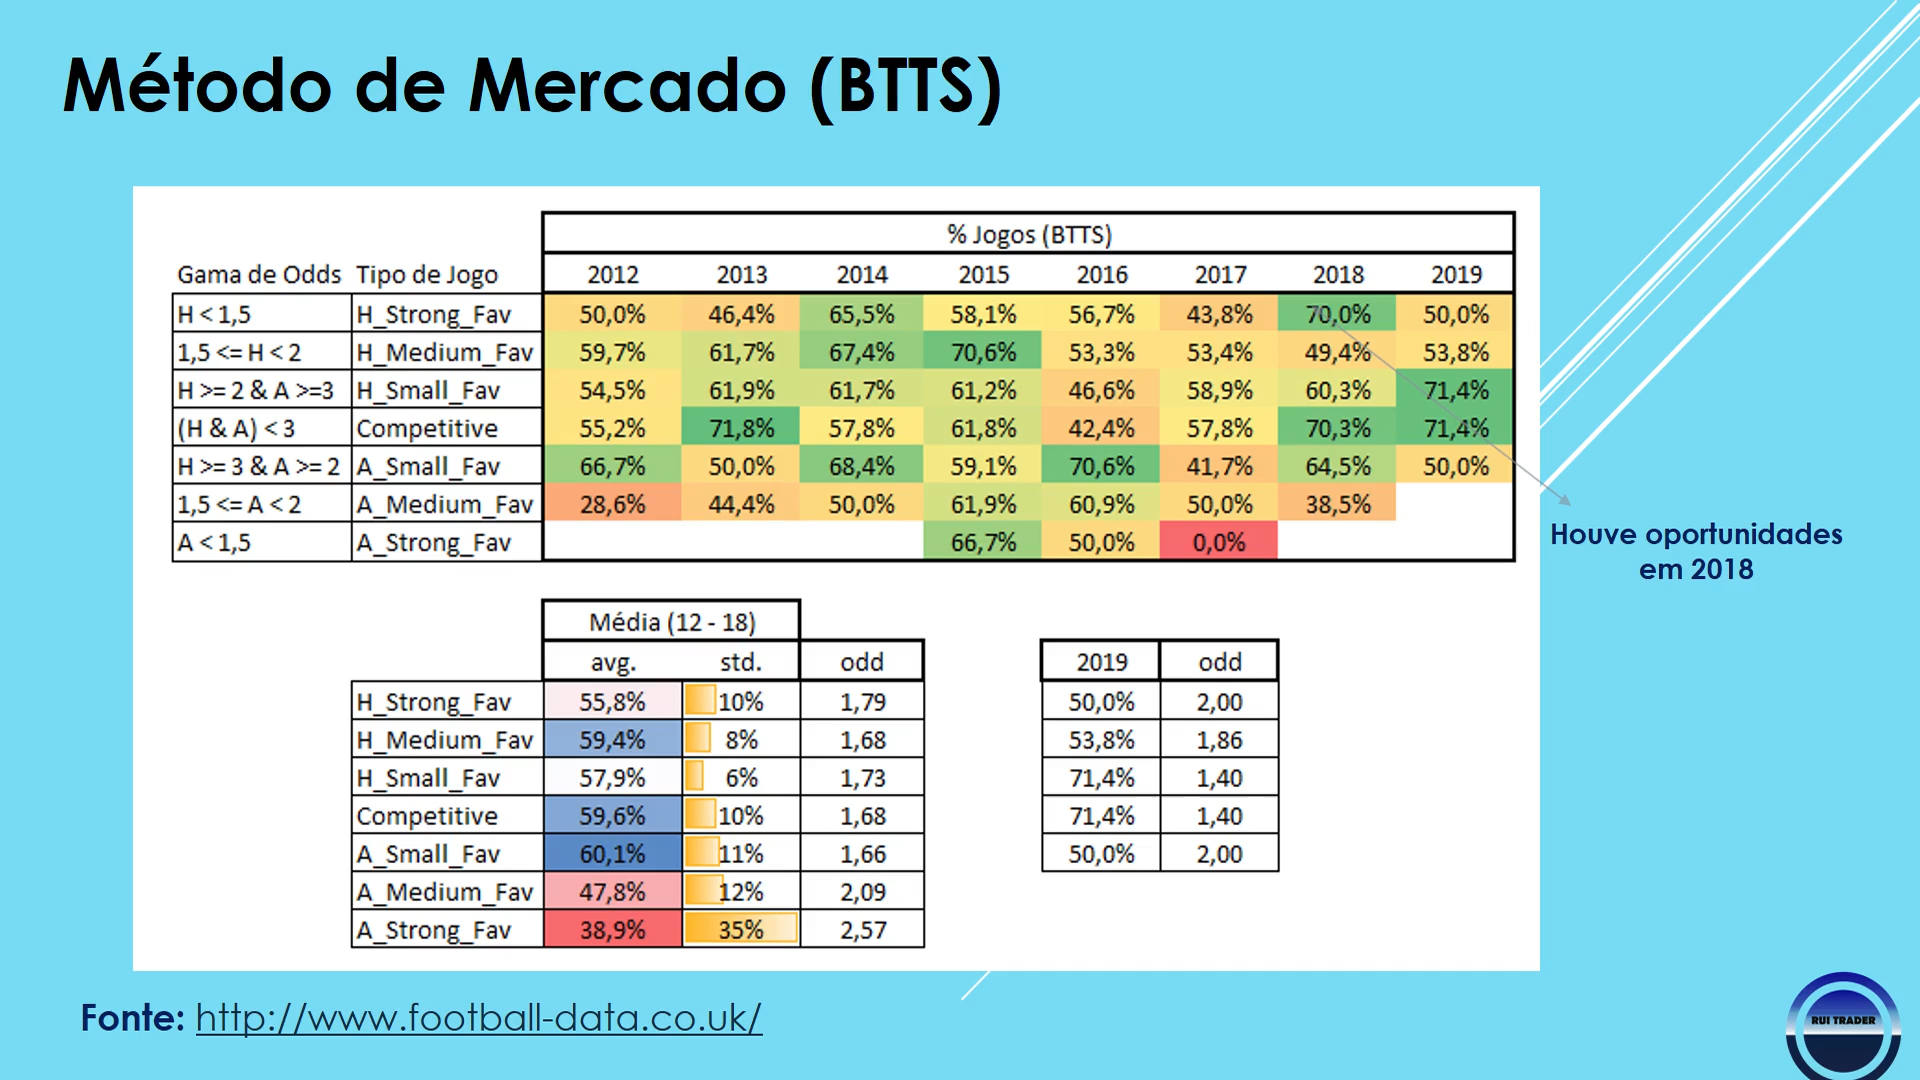 Método de Mercado (BTTS)
% Jogos (BTTS)
Gama de Odds Tipo de Jogo 2012 2013 2014 2015 2016 2017 2018 2019
H < 1,5 H_Strong_Fav 50,0% 46,4% 65,5% 58,1% 56,7% 43,8% 70,0% 50,0%
1,5 <= H < 2 H_Medium_Fav 59,7% 61,7% 67,4% 70,6% 53,3% 53,4% 49,4% 53,8%
H >= 2 & A >=3 H_Small_Fav 54,5% 61,9% 61,7% 61,2% 46,6% 58,9% 60,3% 71,4%
(H & A) < 3 Competitive 55,2% 71,8% 57,8% 61,8% 42,4% 57,8% 70,3% 71,4%
H >= 3 & A >= 2 A_Small_Fav 66,7% 50,0% 68,4% 59,1% 70,6% 41,7% 64,5% 50,0%
1,5 <= A < 2 A_Medium_Fav 28,6% 44,4% 50,0% 61,9% 60,9% 50,0% 38,5%
A < 1,5 A_Strong_Fav 66,7% 50,0% 0,0%
Houve oportunidades
em 2018
Média (12 - 18)
avg. std. odd 2019 odd
H_Strong_Fav 55,8% 10% 1,79 50,0% 2,00
H_Medium_Fav 59,4% 8% 1,68 53,8% 1,86
H_Small_Fav 57,9% 6% 1,73 71,4% 1,40
Competitive 59,6% 10% 1,68 71,4% 1,40
A_Small_Fav 60,1% 11% 1,66 50,0% 2,00
A_Medium_Fav 47,8% 12% 2,09
A_Strong_Fav 38,9% 35% 2,57
Fonte: http://www.football-data.co.uk/
RUI TRADER